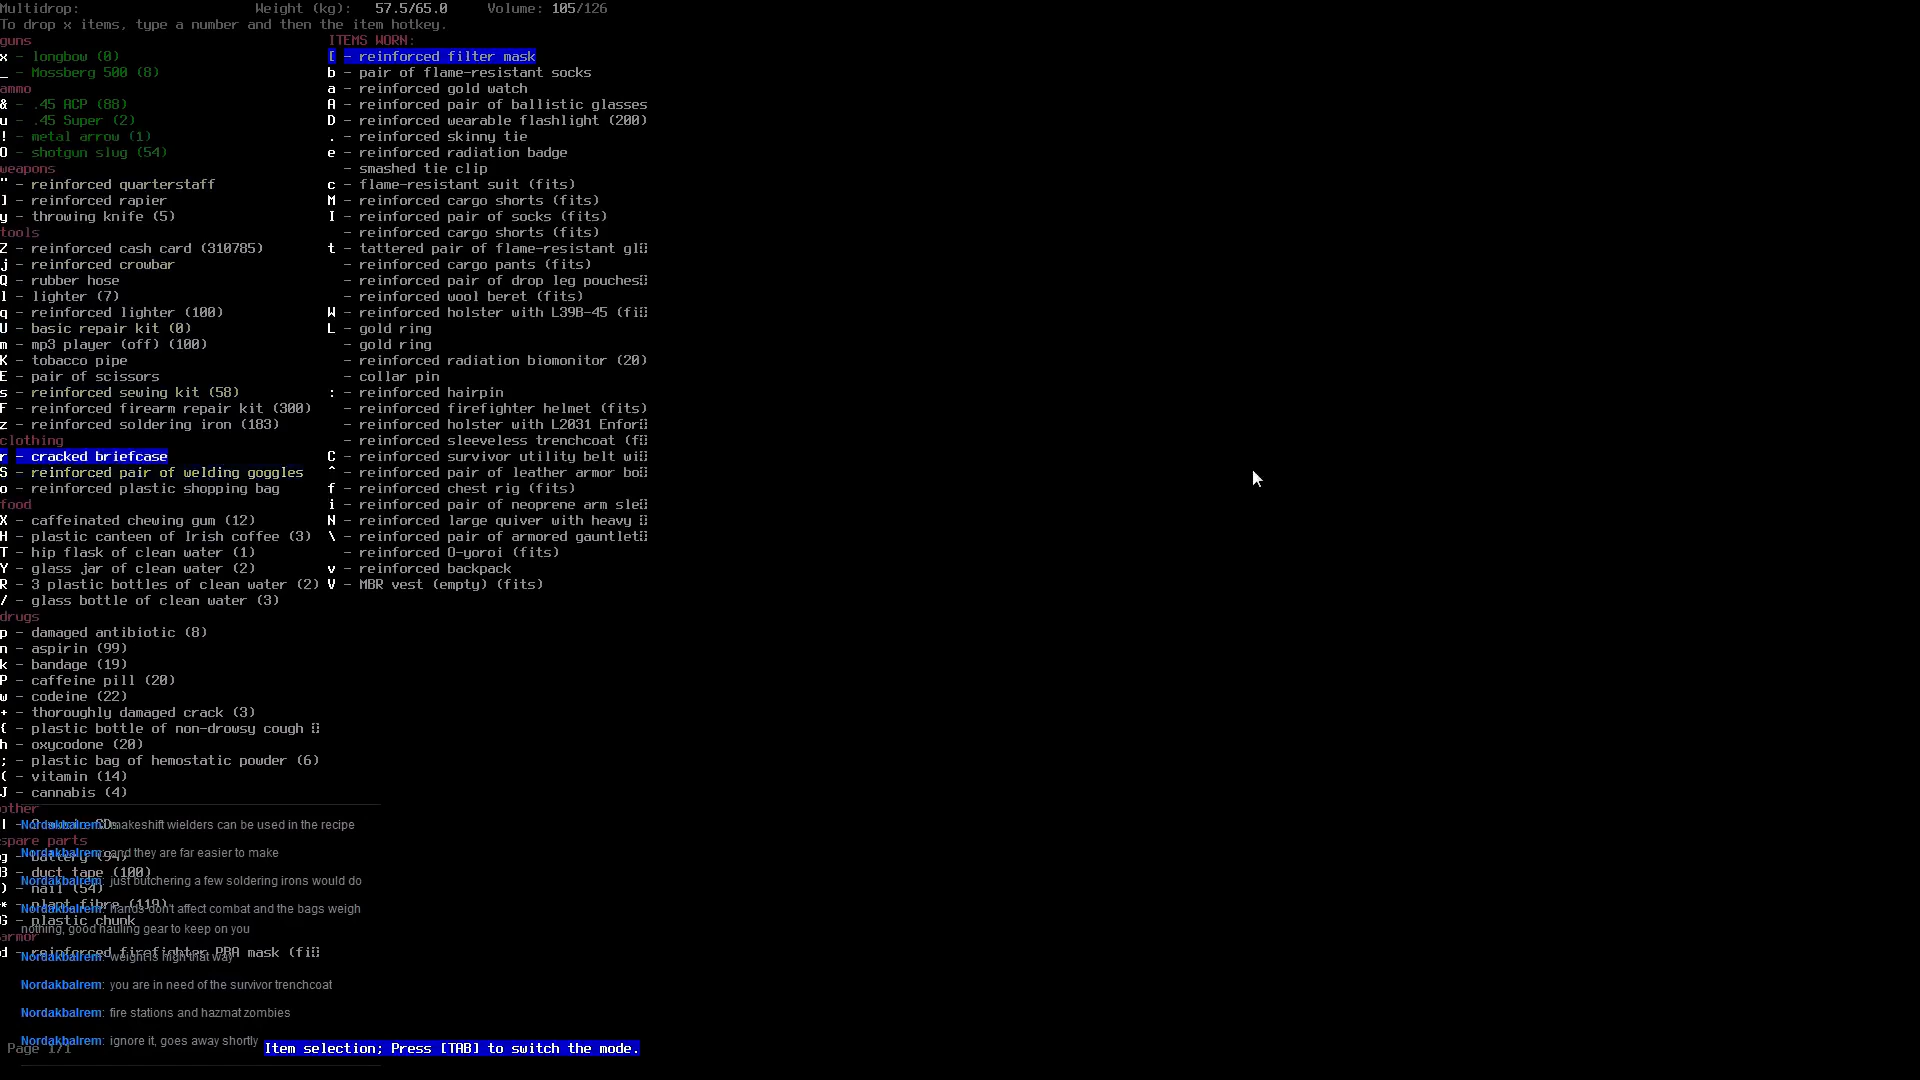 Multidrop: Weight (kg): 57.5/65.0 Volume: 105/126
To drop x items, type a number and then the item hotkey.
guns
x - longbow (0)
_ - Mossberg 500 (8)
ammo
& - .45 ACP (88)
u - .45 Super (2)
! - metal arrow (1)
O - shotgun slug (54)
weapons
" - reinforced quarterstaff
] - reinforced rapier
y - throwing knife (5)
tools
Z - reinforced cash card (310785)
j - reinforced crowbar
Q - rubber hose
l - lighter (7)
q - reinforced lighter (100)
U - basic repair kit (0)
m - mp3 player (off) (100)
K - tobacco pipe
E - pair of scissors
s - reinforced sewing kit (58)
F - reinforced firearm repair kit (300)
z - reinforced soldering iron (183)
clothing
r - cracked briefcase
S - reinforced pair of welding goggles
o - reinforced plastic shopping bag
food
X - caffeinated chewing gum (12)
H - plastic canteen of Irish coffee (3)
T - hip flask of clean water (1)
Y - glass jar of clean water (2)
R - 3 plastic bottles of clean water (2)
/ - glass bottle of clean water (3)
drugs
p - damaged antibiotic (8)
n - aspirin (99)
k - bandage (19)
P - caffeine pill (20)
w - codeine (22)
+ - thoroughly damaged crack (3)
{ - plastic bottle of non-drowsy cough
h - oxycodone (20)
; - plastic bag of hemostatic powder (6)
( - vitamin (14)
J - cannabis (4)
other
spare parts
g - battery (94)
B - duct tape (100)
) - nail (54)
* - plant fibre (119)
G - plastic chunk
armor
d - reinforced firefighter PBA mask (fi
ITEMS WORN:
[ - reinforced filter mask
b - pair of flame-resistant socks
a - reinforced gold watch
A - reinforced pair of ballistic glasses
D - reinforced wearable flashlight (200)
. - reinforced skinny tie
e - reinforced radiation badge
- smashed tie clip
c - flame-resistant suit (fits)
M - reinforced cargo shorts (fits)
I - reinforced pair of socks (fits)
- reinforced cargo shorts (fits)
t - tattered pair of flame-resistant gl
- reinforced cargo pants (fits)
- reinforced pair of drop leg pouches
- reinforced wool beret (fits)
W - reinforced holster with L39B-45 (fi
L - gold ring
- gold ring
- reinforced radiation biomonitor (20)
- collar pin
: - reinforced hairpin
- reinforced firefighter helmet (fits)
- reinforced holster with L2031 Enfor
- reinforced sleeveless trenchcoat (f
C - reinforced survivor utility belt wi
^ - reinforced pair of leather armor bo
f - reinforced chest rig (fits)
i - reinforced pair of neoprene arm sle
N - reinforced large quiver with heavy
\ - reinforced pair of armored gauntlet
- reinforced O-yoroi (fits)
v - reinforced backpack
V - MBR vest (empty) (fits)
Nordakbalrem: makeshift wielders can be used in the recipe
Nordakbalrem: and they are far easier to make
Nordakbalrem: just butchering a few soldering irons would do
Nordakbalrem: hands don't affect combat and the bags weigh
nothing, good hauling gear to keep on you
Nordakbalrem: weight is high that way
Nordakbalrem: you are in need of the survivor trenchcoat
Nordakbalrem: fire stations and hazmat zombies
Nordakbalrem: ignore it, goes away shortly
Page 1/1
Item selection; Press [TAB] to switch the mode.